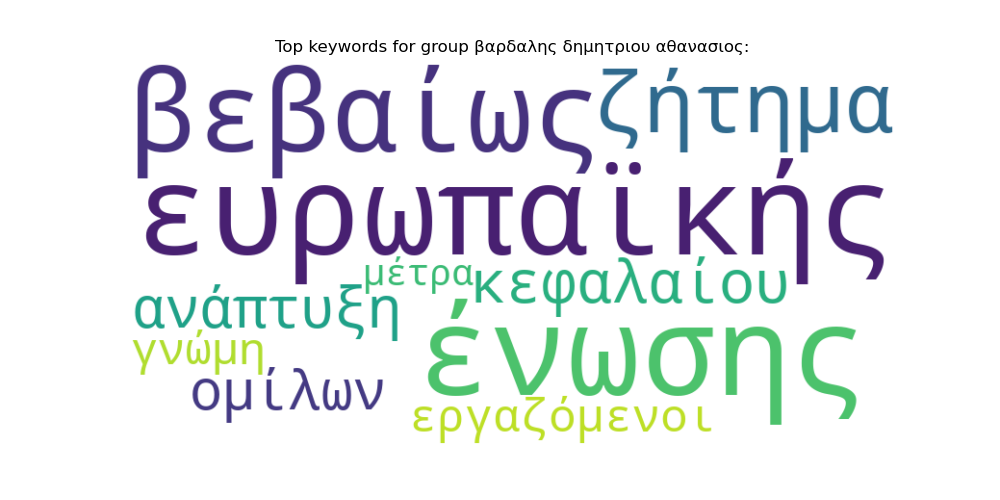 Top keywords for group βαρδαλης δημητριου αθανασιος:
βεβαίως ζήτημα
ευρωπαϊκής
μέτρα κεφαλαίου
ανάπτυξη
ένωσης
γνώμη
ομίλων
εργαζόμενοι